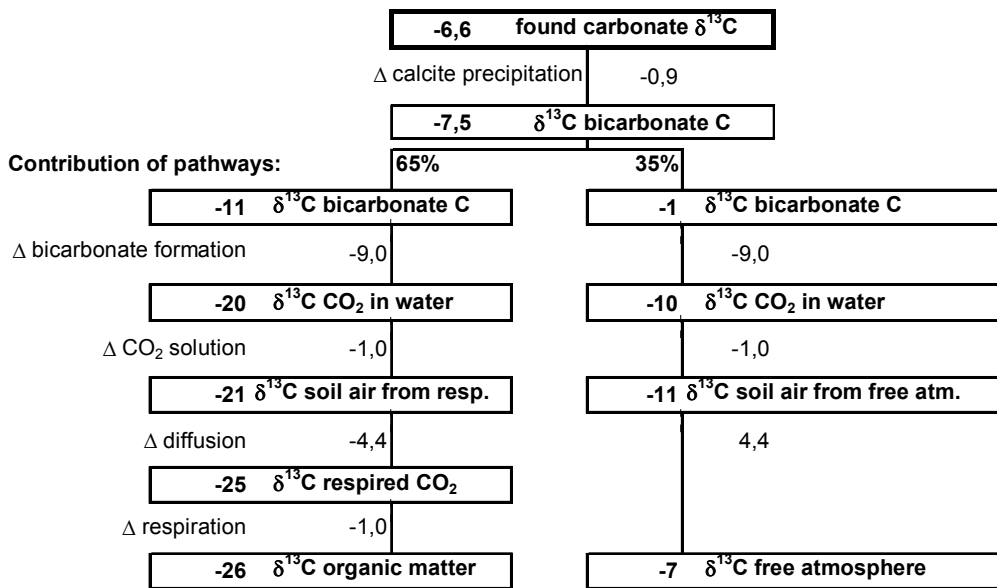 -6,6 found carbonate δ¹³C
Δ calcite precipitation -0,9
-7,5 δ¹³C bicarbonate C
Contribution of pathways: 65% 35%
-11 δ¹³C bicarbonate C -1 δ¹³C bicarbonate C
Δ bicarbonate formation -9,0 -9,0
-20 δ¹³C CO₂ in water -10 δ¹³C CO₂ in water
Δ CO₂ solution -1,0 -1,0
-21 δ¹³C soil air from resp. -11 δ¹³C soil air from free atm.
Δ diffusion -4,4 4,4
-25 δ¹³C respired CO₂
Δ respiration -1,0
-26 δ¹³C organic matter -7 δ¹³C free atmosphere